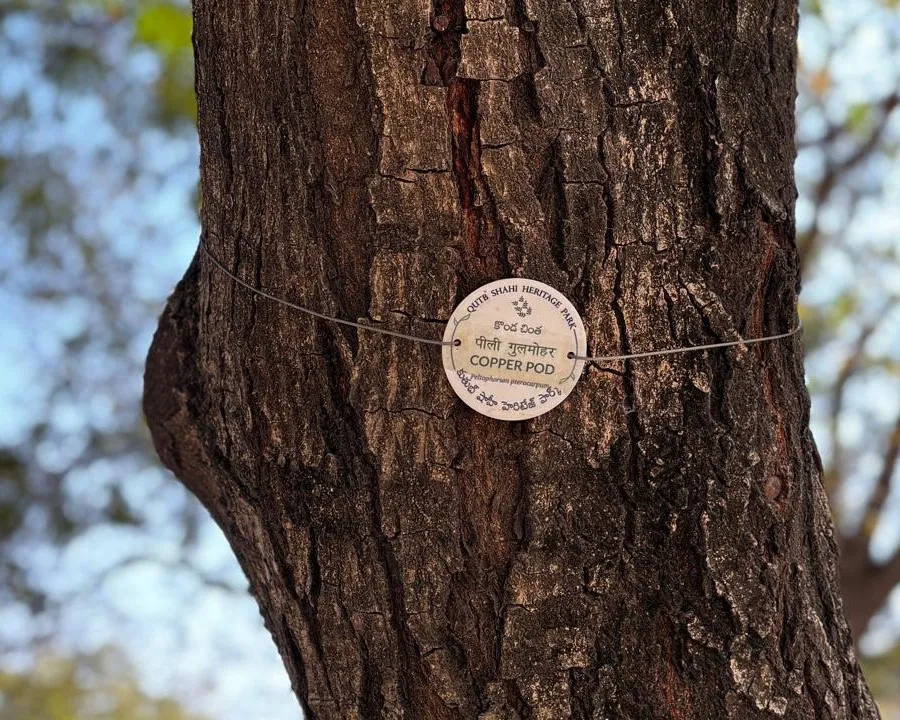 QUTB SHAHI HERITAGE PARK
కొండ చింత
पीली गुलमोहर
COPPER POD
peltophorum pterocarpum
కుతుబ్ షాహీ హెరిటేజ్ పార్క్